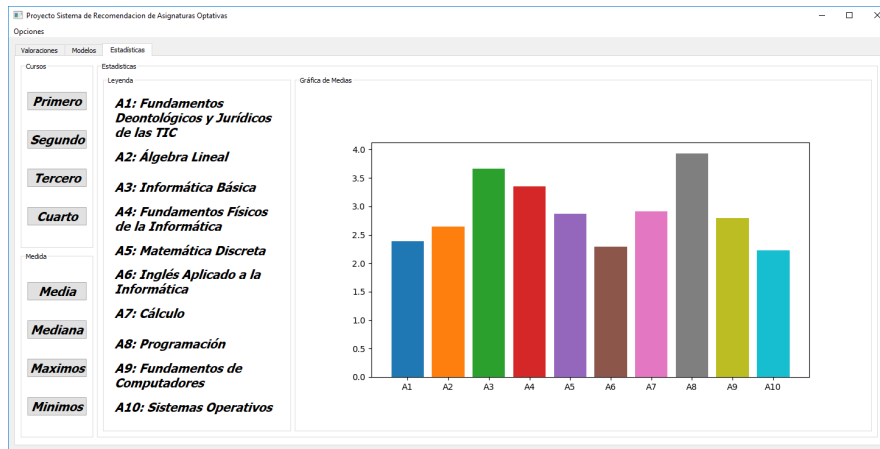 Proyecto Sistema de Recomendacion de Asignaturas Optativas
Opciones
Valoraciones Modelos Estadísticas
Cursos
Primero
Segundo
Tercero
Cuarto
Medida
Media
Mediana
Maximos
Minimos
Estadisticas
Leyenda
A1: Fundamentos
Deontológicos y Jurídicos
de las TIC
A2: Álgebra Lineal
A3: Informática Básica
A4: Fundamentos Físicos
de la Informática
A5: Matemática Discreta
A6: Inglés Aplicado a la
Informática
A7: Cálculo
A8: Programación
A9: Fundamentos de
Computadores
A10: Sistemas Operativos
Gráfica de Medias
4.0
3.5
3.0
2.5
2.0
1.5
1.0
0.5
0.0
A1 A2 A3 A4 A5 A6 A7 A8 A9 A10